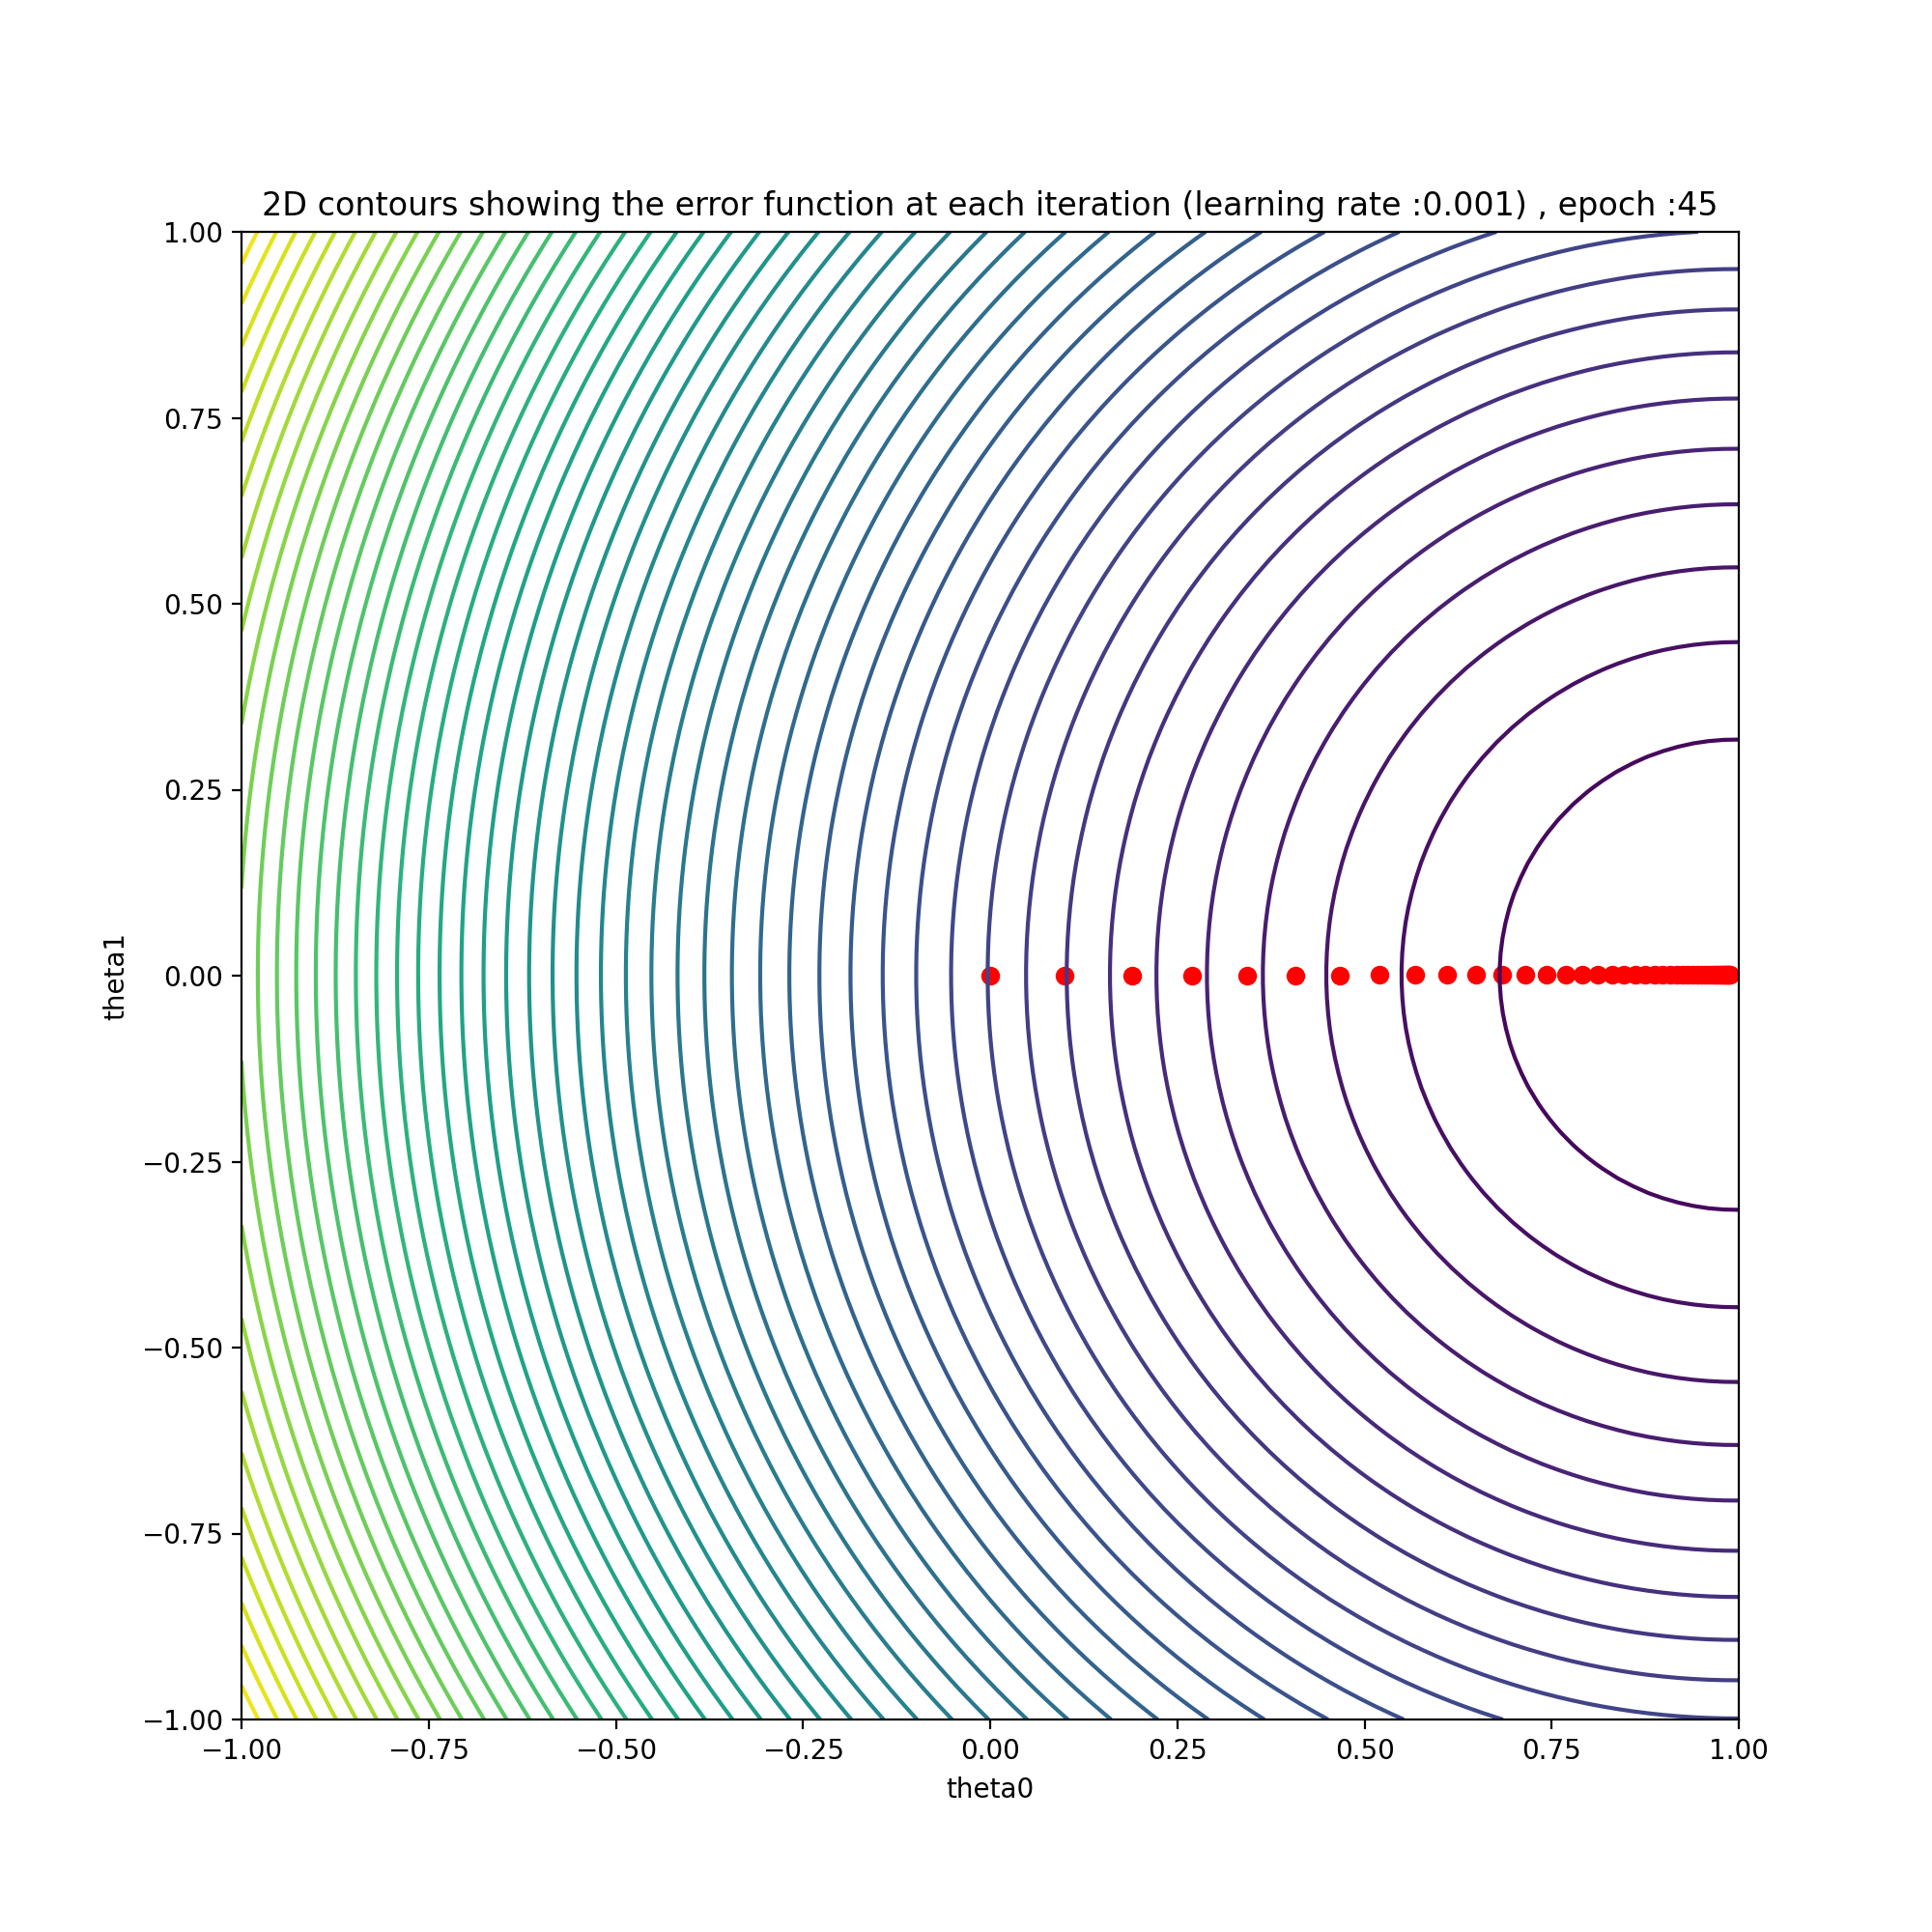 2D contours showing the error function at each iteration (learning rate :0.001) , epoch :45
1.00
0.75
0.50
0.25
0.00
−0.25
−0.50
−0.75
−1.00
theta1
−1.00 −0.75 −0.50 −0.25 0.00 0.25 0.50 0.75 1.00
theta0